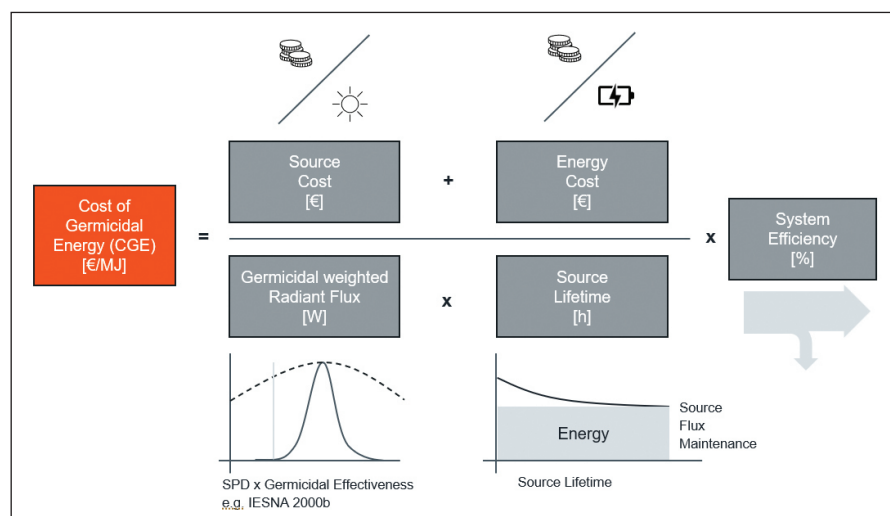 Source
Cost
[€]
+
Energy
Cost
[€]
Cost of
Germicidal
Energy (CGE)
[€/MJ]
=
x
System
Efficiency
[%]
Germicidal weighted
Radiant Flux
[W]
x
Source
Lifetime
[h]
Energy
Source
Flux
Maintenance
SPD x Germicidal Effectiveness
e.g. IESNA 2000b
Source Lifetime